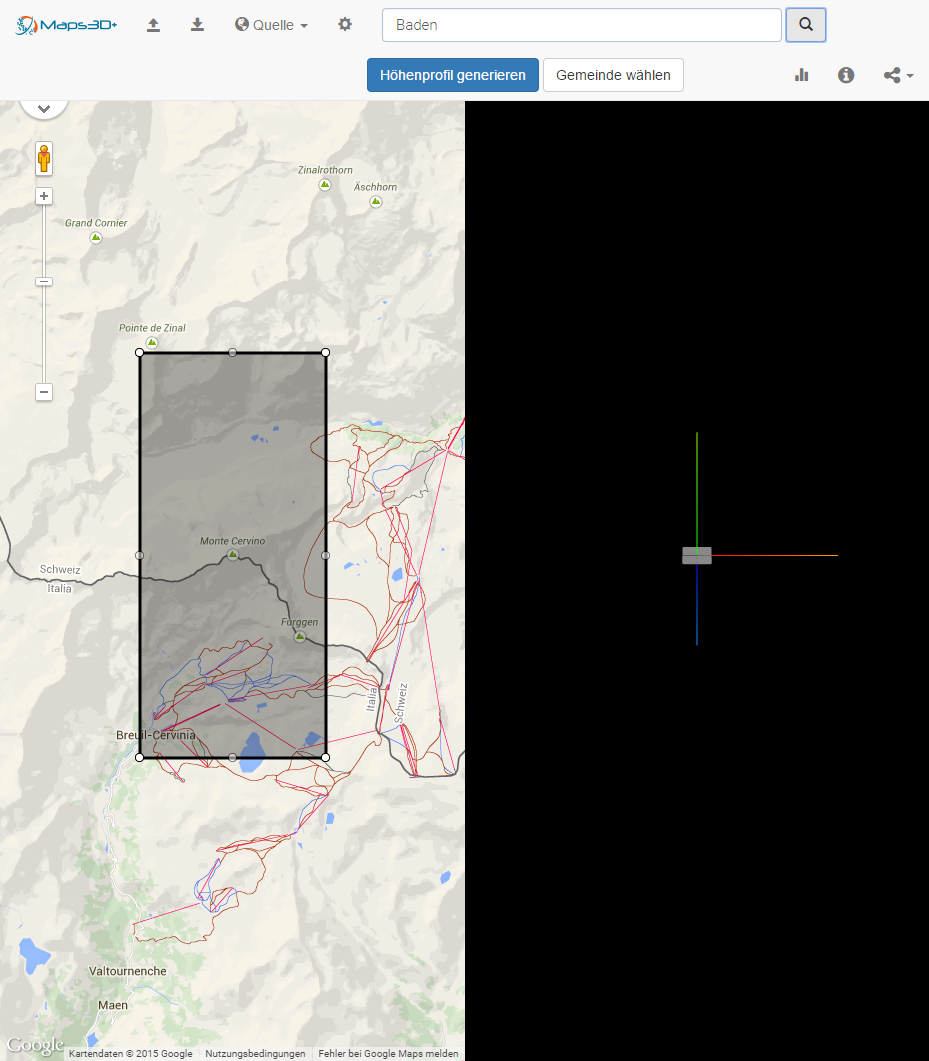 Maps3D+
Quelle
Baden
Höhenprofil generieren
Gemeinde wählen
Zinalrothorn
Äschhorn
Grand Cornier
Pointe de Zinal
Monte Cervino
Schweiz
Italia
Furggen
Italia
Schweiz
Breuil-Cervinia
Valtournenche
Maen
Google
Kartendaten © 2015 Google
Nutzungsbedingungen
Fehler bei Google Maps melden